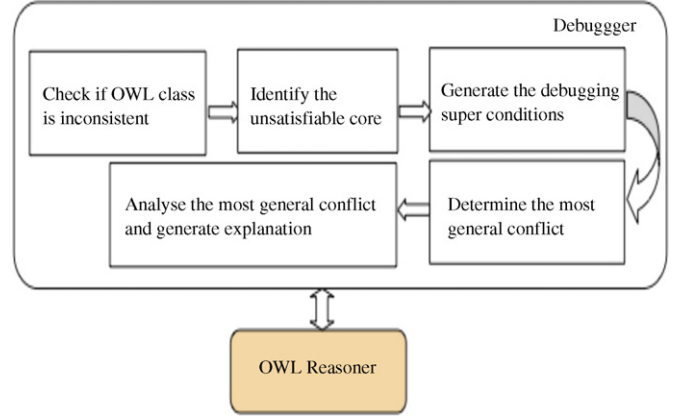 Debuggger
Check if OWL class
is inconsistent
Identify the
unsatisfiable core
Generate the debugging
super conditions
Determine the most
general conflict
Analyse the most general conflict
and generate explanation
OWL Reasoner